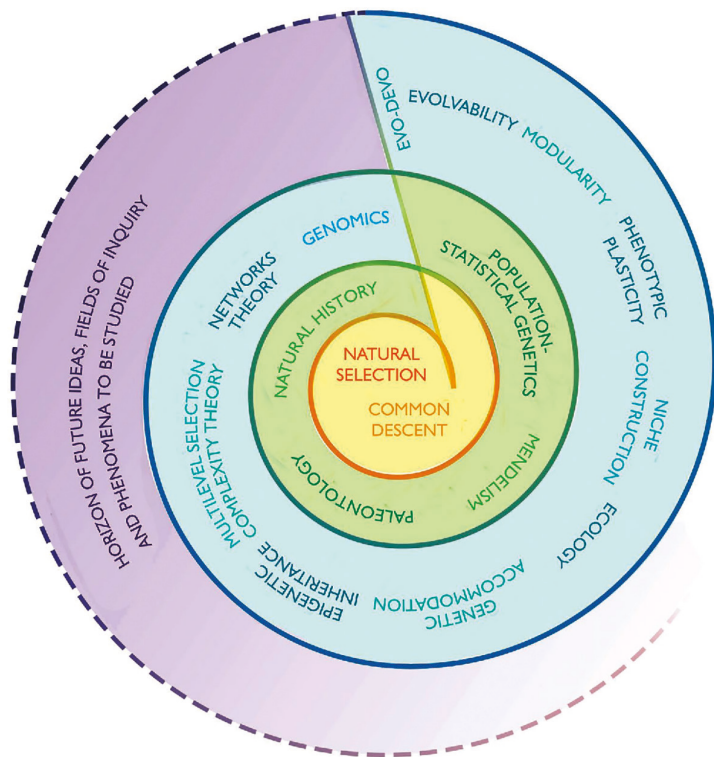 NATURAL
SELECTION
COMMON
DESCENT
POPULATION-
STATISTICAL GENETICS
MENDELISM
PALEONTOLOGY
NATURAL HISTORY
EVO-DEVO
EVOLVABILITY
MODULARITY
PHENOTYPIC
PLASTICITY
NICHE
CONSTRUCTION
ECOLOGY
GENETIC
ACCOMMODATION
EPIGENETIC
INHERITANCE
MULTILEVEL SELECTION
COMPLEXITY THEORY
NETWORKS
THEORY
GENOMICS
HORIZON OF FUTURE IDEAS, FIELDS OF INQUIRY
AND PHENOMENA TO BE STUDIED